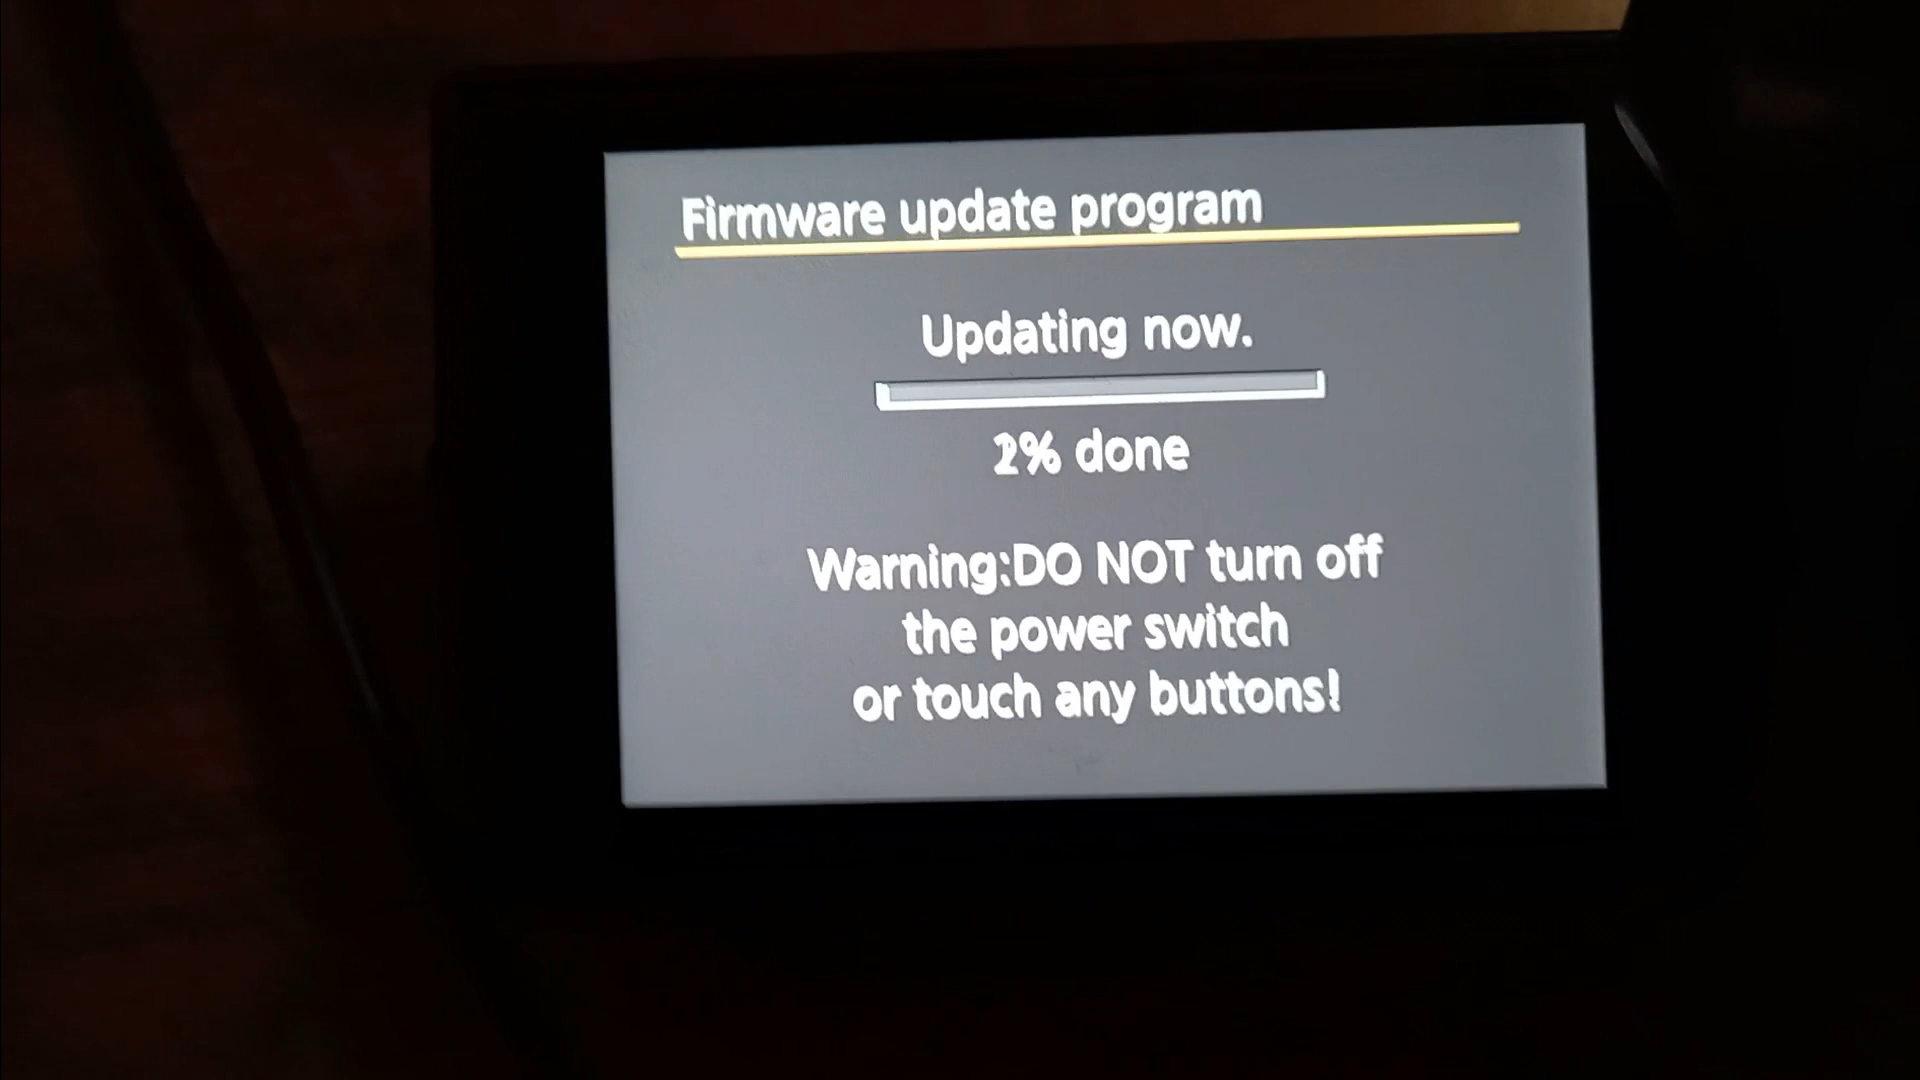 Firmware update program
Updating now.
2% done
Warning:DO NOT turn off
the power switch
or touch any buttons!